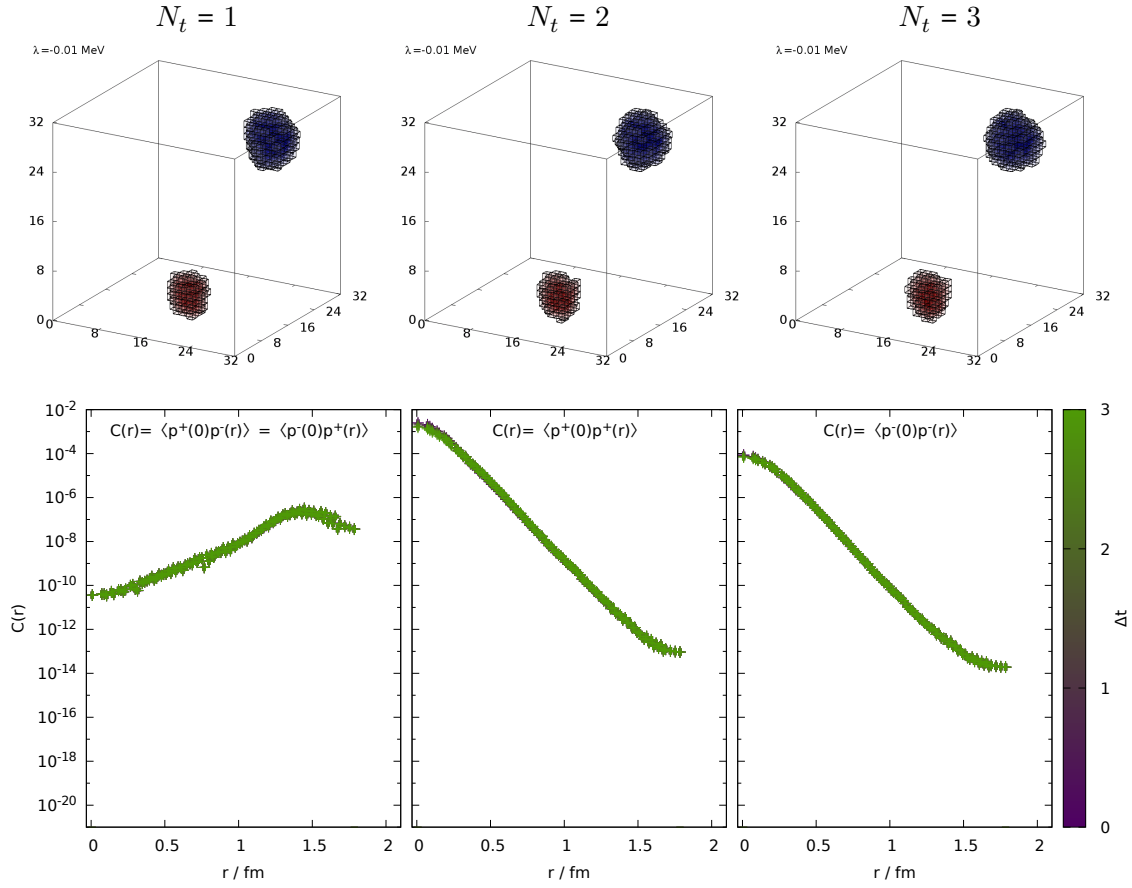 N_t = 1 N_t = 2 N_t = 3
λ=-0.01 MeV λ=-0.01 MeV λ=-0.01 MeV
32 32 32
24 24 24
16 16 16
8 8 8
0 0 0
0 8 16 24 32 0 8 16 24 32
0 8 16 24 32 0 8 16 24 32
0 8 16 24 32 0 8 16 24 32
C(r)= ⟨p⁺(0)p⁻(r)⟩ = ⟨p⁻(0)p⁺(r)⟩
C(r)= ⟨p⁺(0)p⁺(r)⟩
C(r)= ⟨p⁻(0)p⁻(r)⟩
C(r)
10⁻²
10⁻⁴
10⁻⁶
10⁻⁸
10⁻¹⁰
10⁻¹²
10⁻¹⁴
10⁻¹⁶
10⁻¹⁸
10⁻²⁰
0 0.5 1 1.5 2
0 0.5 1 1.5 2
0 0.5 1 1.5 2
r / fm r / fm r / fm
3
2
1
0
Δt